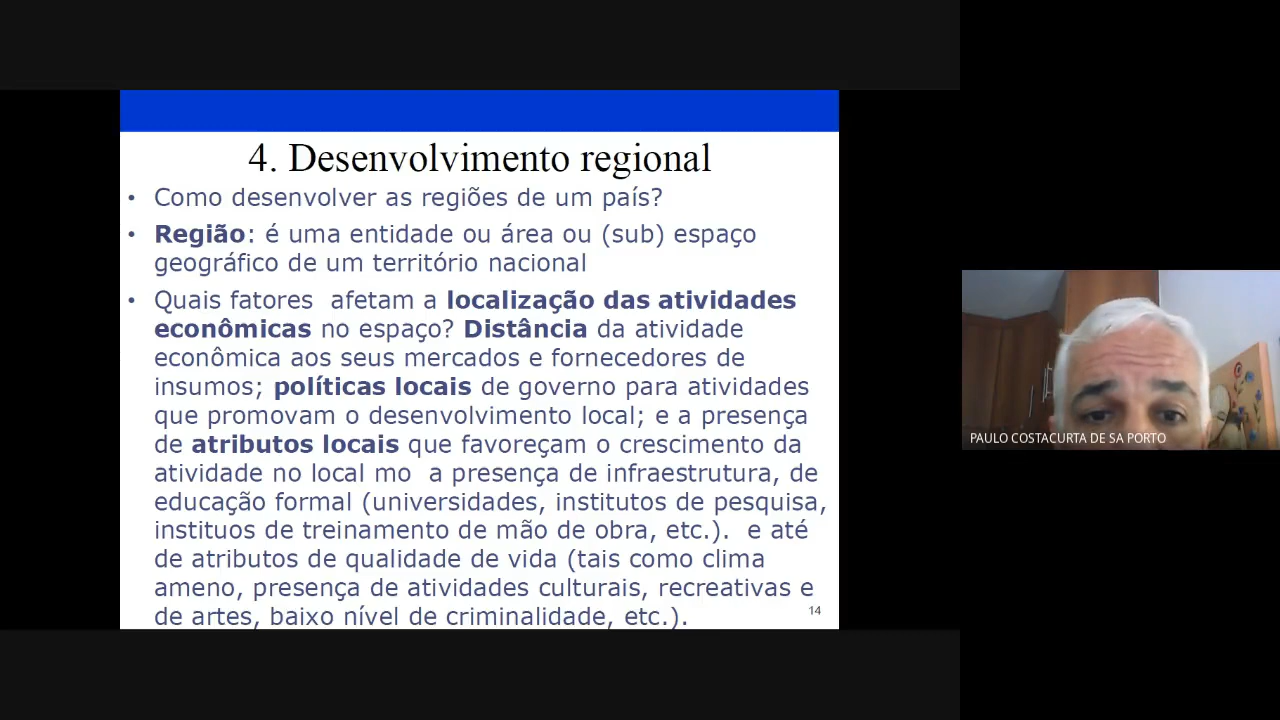 4. Desenvolvimento regional
• Como desenvolver as regiões de um país?
• Região: é uma entidade ou área ou (sub) espaço
geográfico de um território nacional
• Quais fatores  afetam a localização das atividades
econômicas no espaço? Distância da atividade
econômica aos seus mercados e fornecedores de
insumos; políticas locais de governo para atividades
que promovam o desenvolvimento local; e a presença
de atributos locais que favoreçam o crescimento da
atividade no local mo  a presença de infraestrutura, de
educação formal (universidades, institutos de pesquisa,
instituos de treinamento de mão de obra, etc.).  e até
de atributos de qualidade de vida (tais como clima
ameno, presença de atividades culturais, recreativas e
de artes, baixo nível de criminalidade, etc.).
14
PAULO COSTACURTA DE SA PORTO